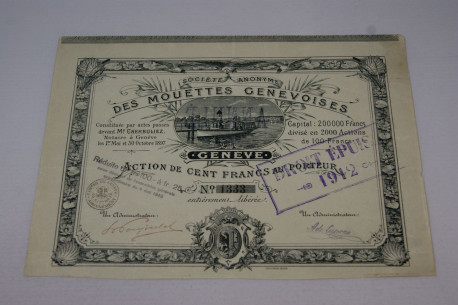 SOCIÉTÉ ANONYME
DES MOUETTES GENEVOISES
Constituée par actes passés
devant Mr CHERBULIEZ,
Notaire à Genève
les 1er Mai et 30 Octobre 1897
Capital: 200000 Francs
divisé en 2000 Actions
de 100 Francs
GENÈVE
ACTION DE CENT FRANCS AU PORTEUR
No 1333
entièrement libérée
1912
Un Administrateur:
Un Administrateur: